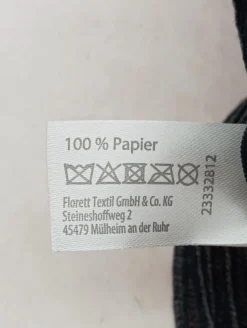 100 % Papier
Florett Textil GmbH & Co. KG
Steineshoffweg 2
45479 Mülheim an der Ruhr
23332812